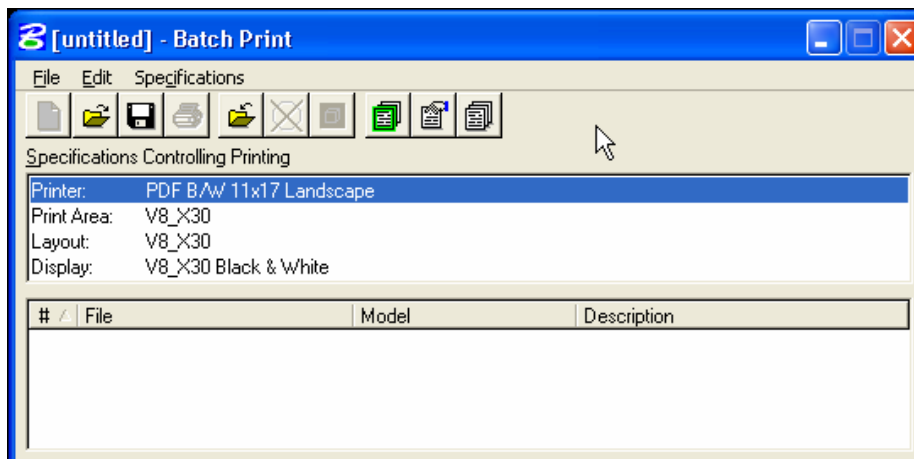 [untitled] - Batch Print
File Edit Specifications
Specifications Controlling Printing
Printer: PDF B/W 11x17 Landscape
Print Area: V8_X30
Layout: V8_X30
Display: V8_X30 Black & White
# File Model Description